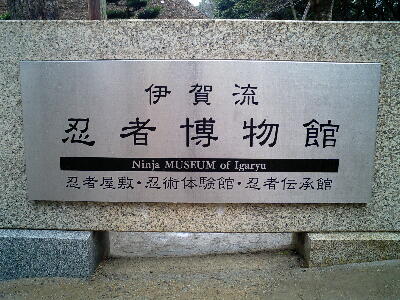 伊賀流
忍者博物館
Ninja MUSEUM of Igaryu
忍者屋敷・忍術体験館・忍者伝承館